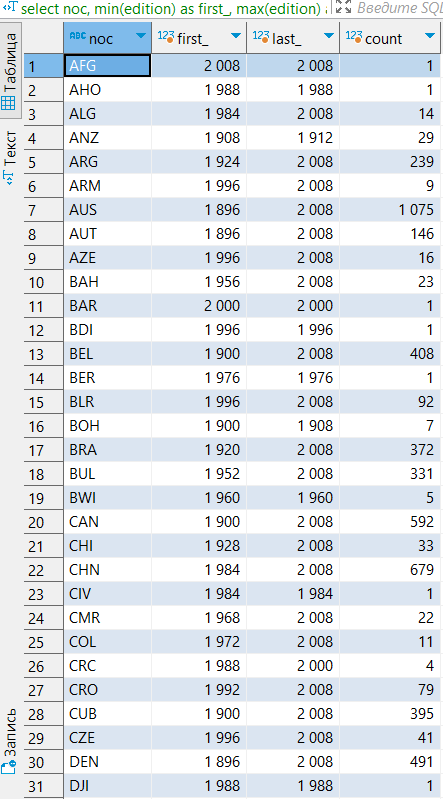 select noc, min(edition) as first_, max(edition)
Введите SQL
Таблица
Текст
Запись
noc first_ last_ count
1 AFG 2 008 2 008 1
2 AHO 1 988 1 988 1
3 ALG 1 984 2 008 14
4 ANZ 1 908 1 912 29
5 ARG 1 924 2 008 239
6 ARM 1 996 2 008 9
7 AUS 1 896 2 008 1 075
8 AUT 1 896 2 008 146
9 AZE 1 996 2 008 16
10 BAH 1 956 2 008 23
11 BAR 2 000 2 000 1
12 BDI 1 996 1 996 1
13 BEL 1 900 2 008 408
14 BER 1 976 1 976 1
15 BLR 1 996 2 008 92
16 BOH 1 900 1 908 7
17 BRA 1 920 2 008 372
18 BUL 1 952 2 008 331
19 BWI 1 960 1 960 5
20 CAN 1 900 2 008 592
21 CHI 1 928 2 008 33
22 CHN 1 984 2 008 679
23 CIV 1 984 1 984 1
24 CMR 1 968 2 008 22
25 COL 1 972 2 008 11
26 CRC 1 988 2 000 4
27 CRO 1 992 2 008 79
28 CUB 1 900 2 008 395
29 CZE 1 996 2 008 41
30 DEN 1 896 2 008 491
31 DJI 1 988 1 988 1